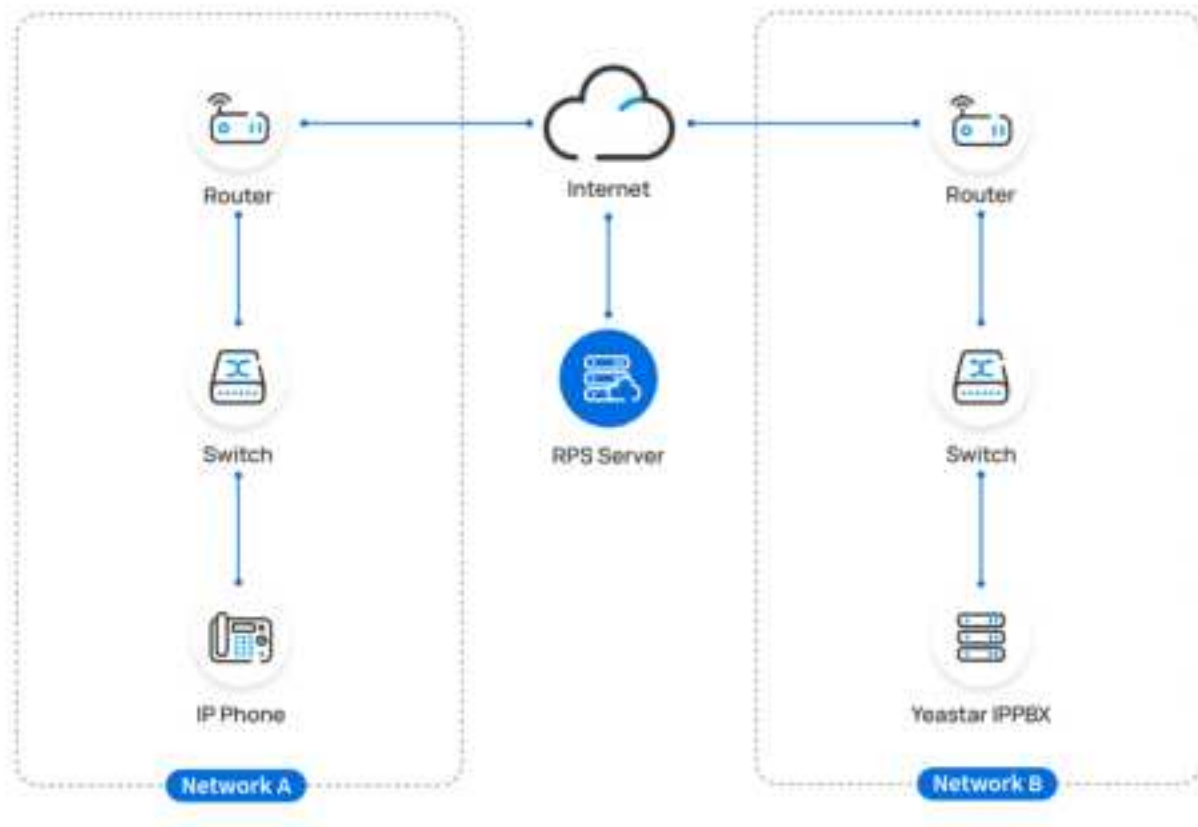 Router
Internet
Router
Switch
RPS Server
Switch
IP Phone
Yeastar IPPBX
Network A
Network B